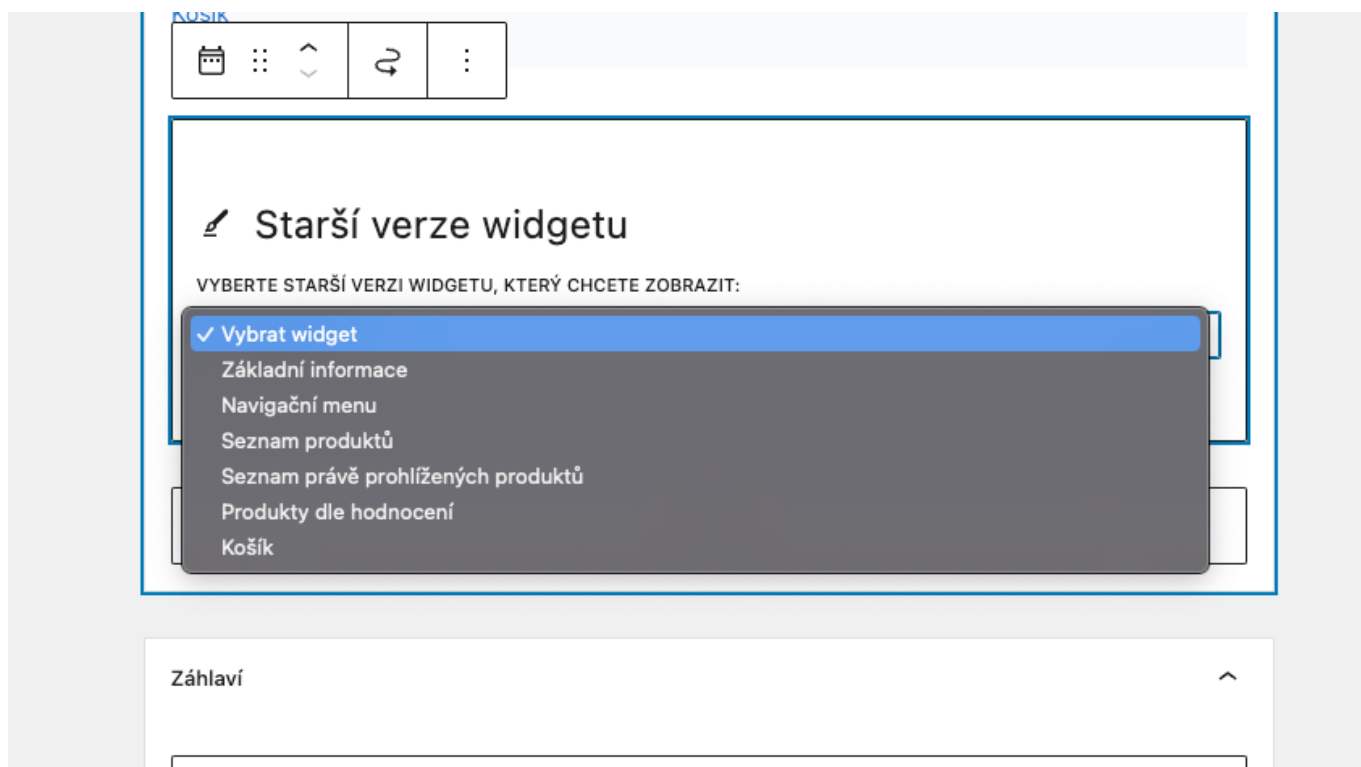 Košík
Starší verze widgetu
VYBERTE STARŠÍ VERZI WIDGETU, KTERÝ CHCETE ZOBRAZIT:
✓ Vybrat widget
Základní informace
Navigační menu
Seznam produktů
Seznam právě prohlížených produktů
Produkty dle hodnocení
Košík
Záhlaví